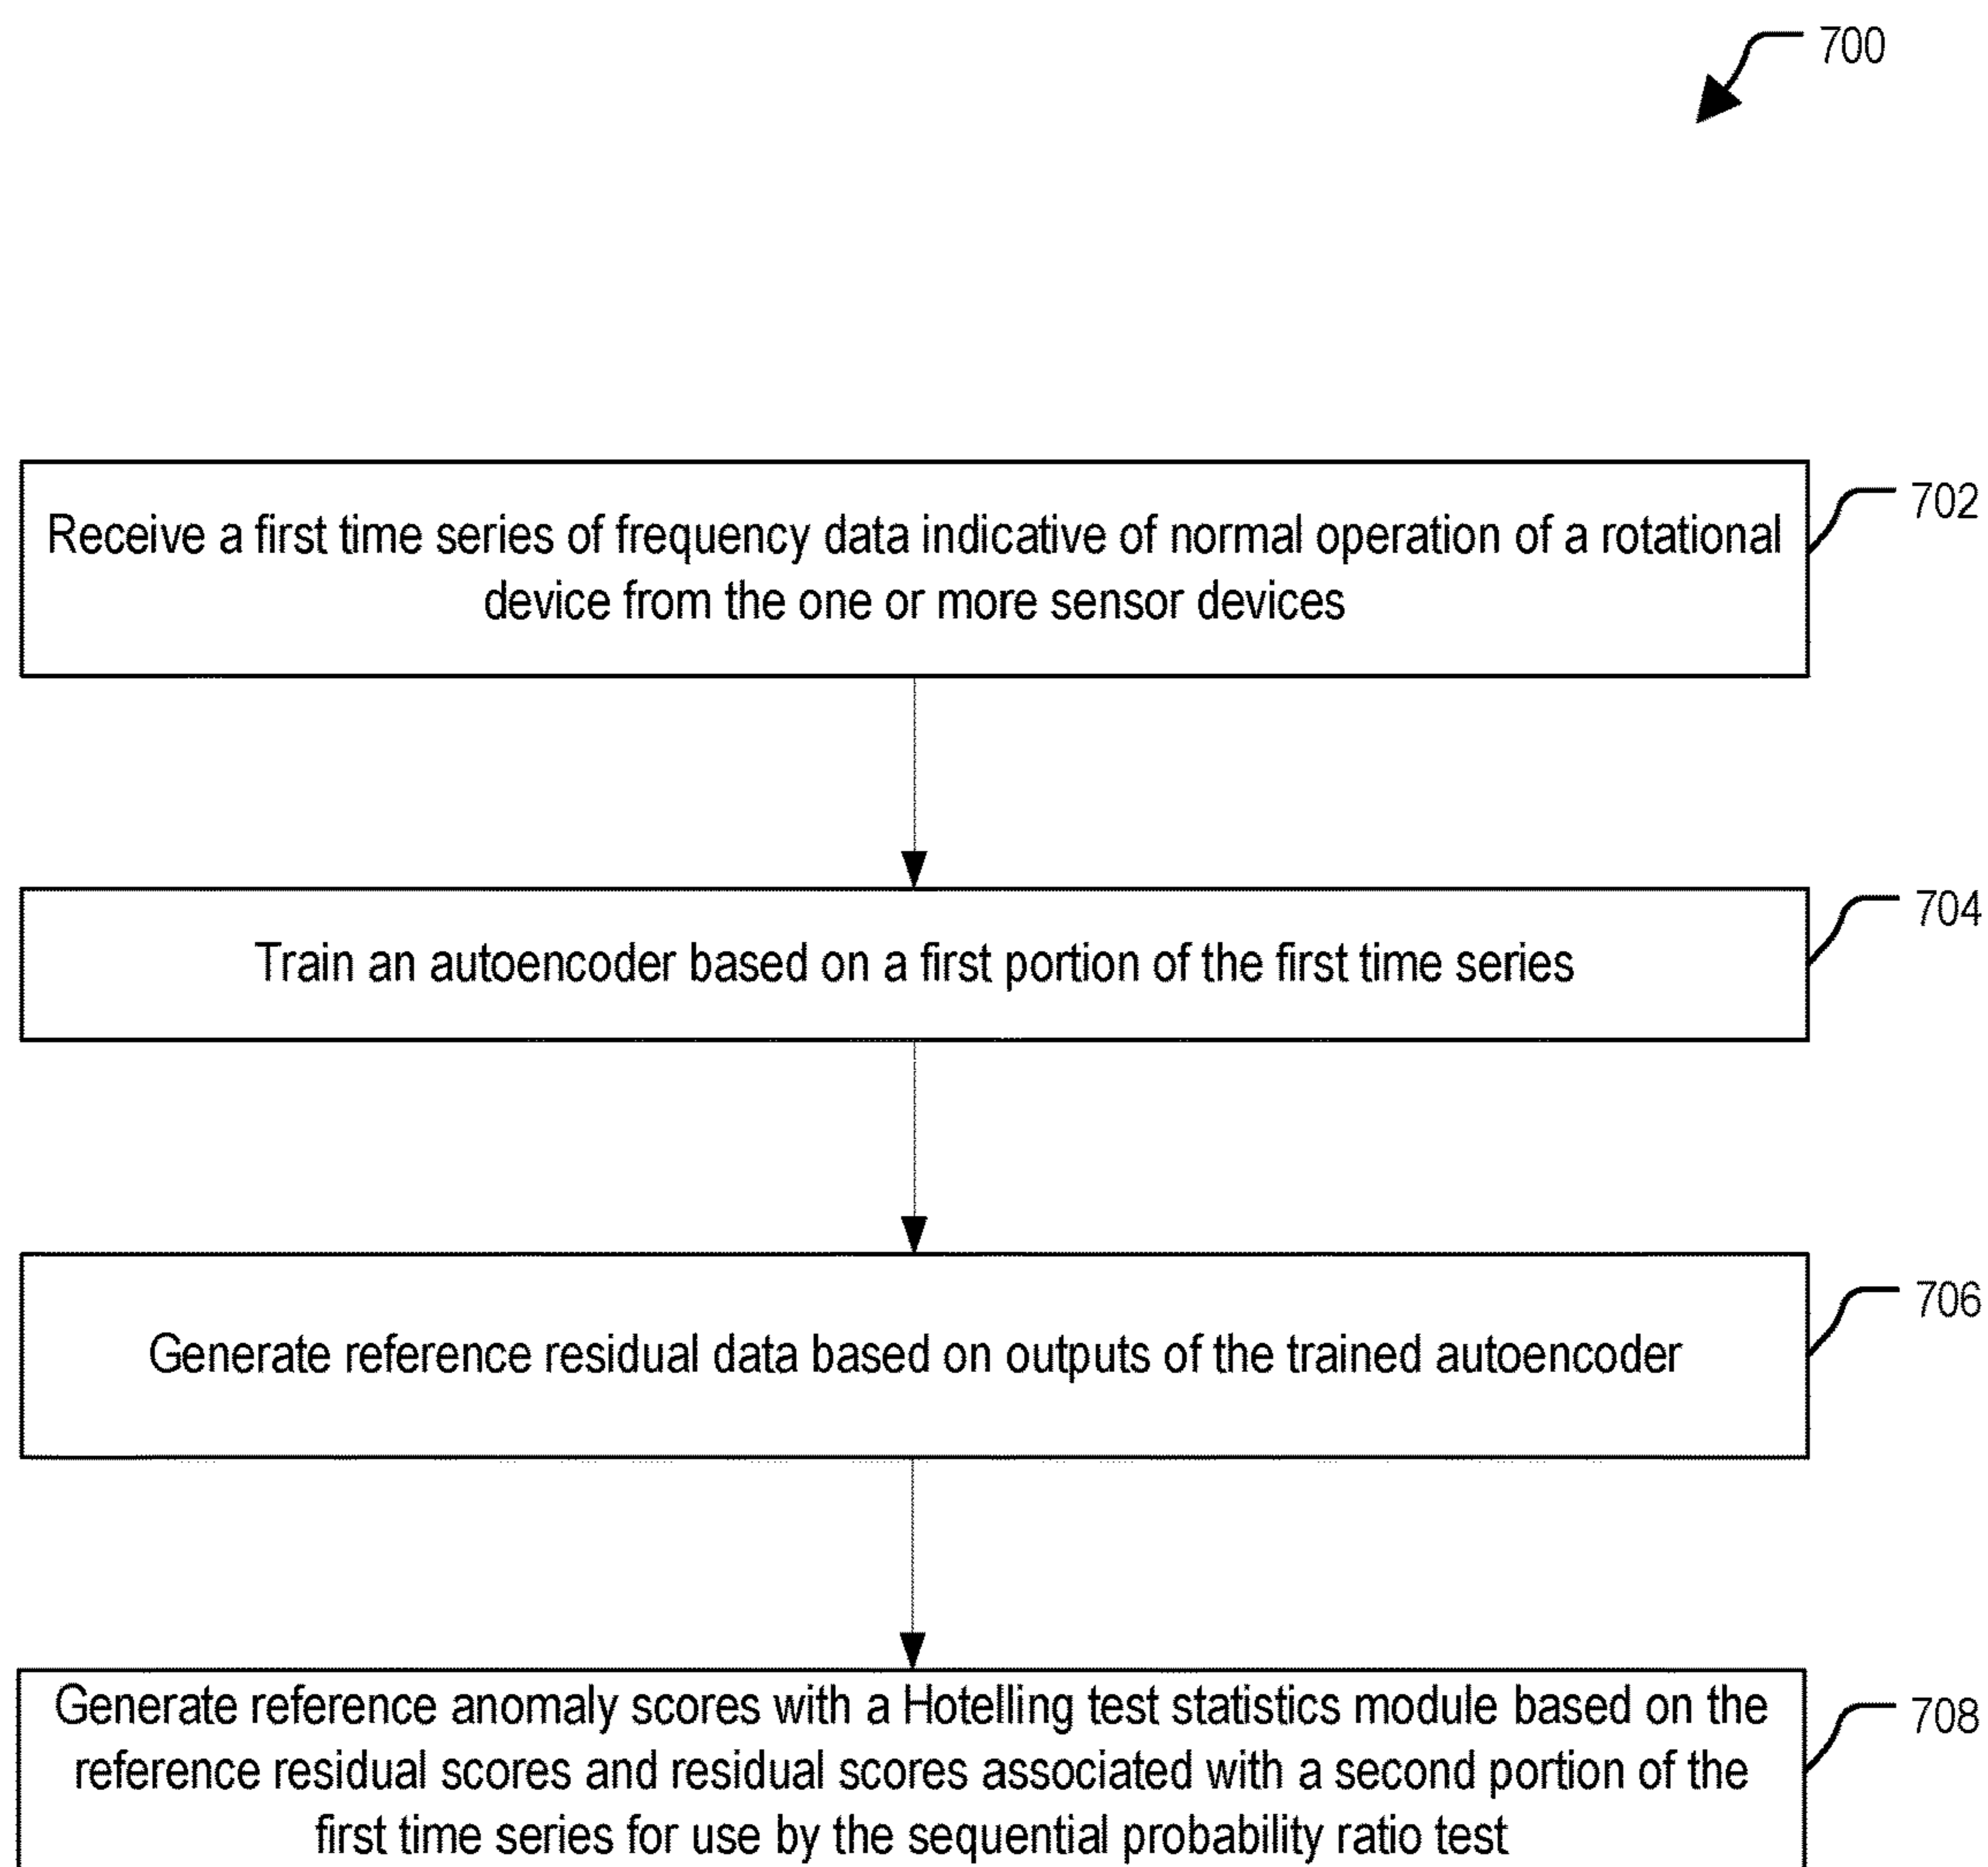 700
Receive a first time series of frequency data indicative of normal operation of a rotational
device from the one or more sensor devices
702
Train an autoencoder based on a first portion of the first time series
704
Generate reference residual data based on outputs of the trained autoencoder
706
Generate reference anomaly scores with a Hotelling test statistics module based on the
reference residual scores and residual scores associated with a second portion of the
first time series for use by the sequential probability ratio test
708